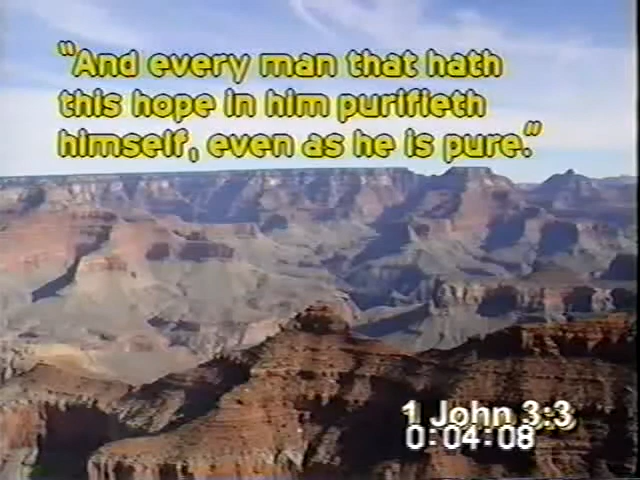 "And every man that hath
this hope in him purifieth
himself, even as he is pure."
1 John 3:3
0:04:08